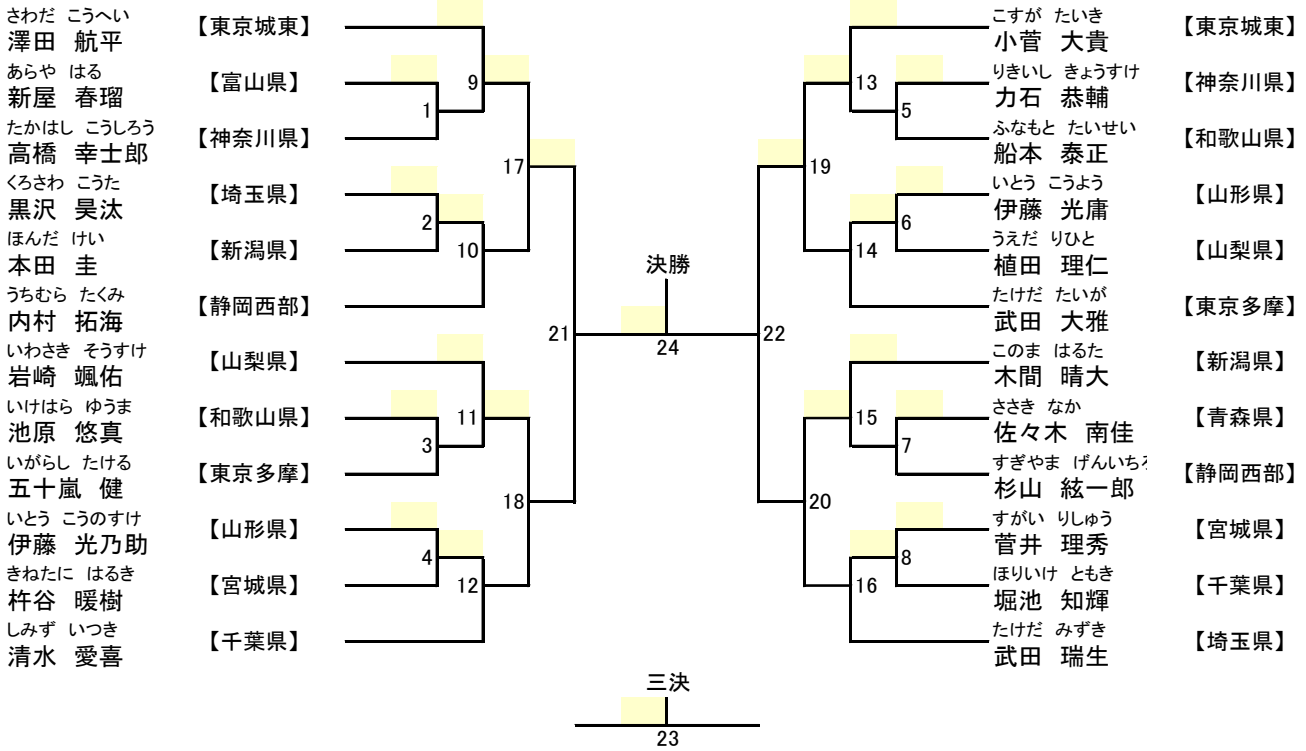 さわだ こうへい
澤田 航平 【東京城東】
あらや はる
新屋 春瑠 【富山県】
たかはし こうしろう
高橋 幸士郎 【神奈川県】
くろさわ こうた
黒沢 昊汰 【埼玉県】
ほんだ けい
本田 圭 【新潟県】
うちむら たくみ
内村 拓海 【静岡西部】
いわさき そうすけ
岩崎 颯佑 【山梨県】
いけはら ゆうま
池原 悠真 【和歌山県】
いがらし たける
五十嵐 健 【東京多摩】
いとう こうのすけ
伊藤 光乃助 【山形県】
きねたに はるき
杵谷 暖樹 【宮城県】
しみず いつき
清水 愛喜 【千葉県】
1
2
3
4
9
10
11
12
17
18
21
決勝
24
三決
23
22
19
20
13
14
15
16
5
6
7
8
こすが たいき
小菅 大貴 【東京城東】
りきいし きょうすけ
力石 恭輔 【神奈川県】
ふなもと たいせい
船本 泰正 【和歌山県】
いとう こうよう
伊藤 光庸 【山形県】
うえだ りひと
植田 理仁 【山梨県】
たけだ たいが
武田 大雅 【東京多摩】
このま はるた
木間 晴大 【新潟県】
ささき なか
佐々木 南佳 【青森県】
すぎやま げんいち
杉山 絃一郎 【静岡西部】
すがい りしゅう
菅井 理秀 【宮城県】
ほりいけ ともき
堀池 知輝 【千葉県】
たけだ みずき
武田 瑞生 【埼玉県】